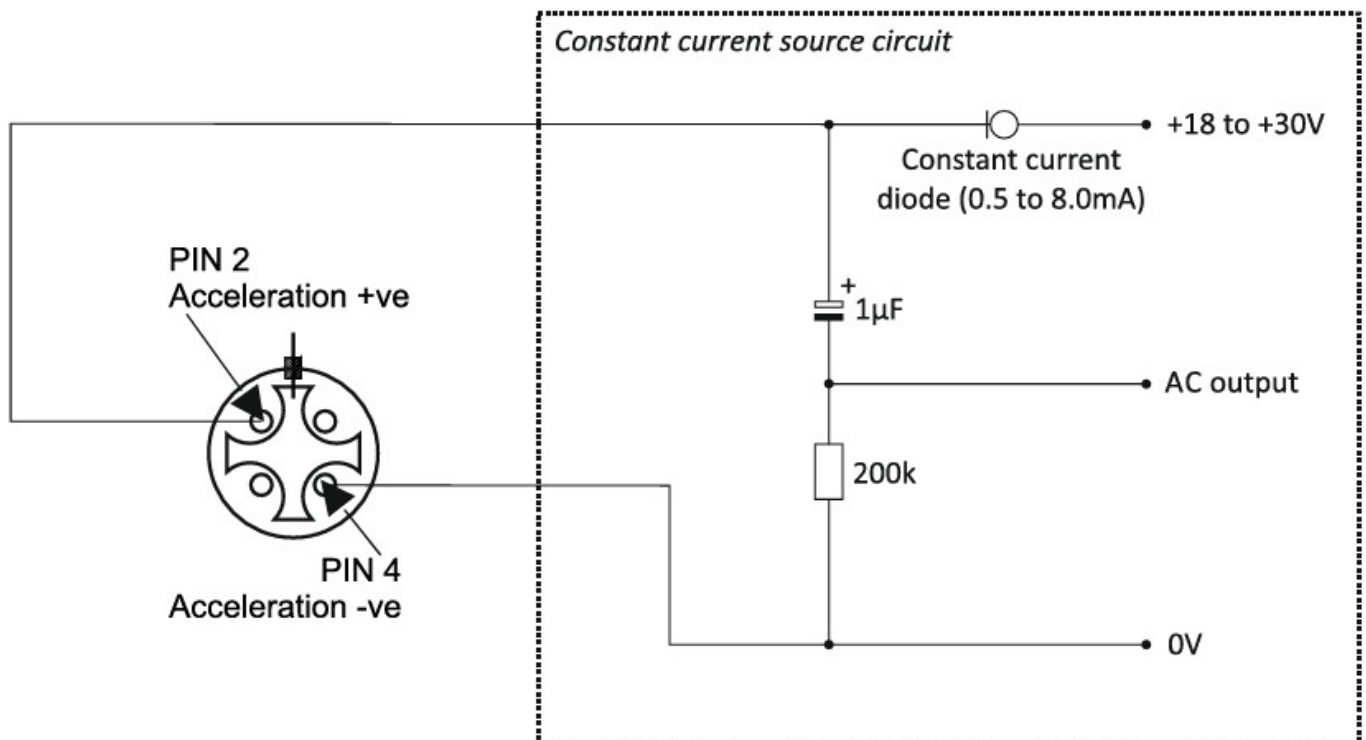 Constant current source circuit
+18 to +30V
Constant current
diode (0.5 to 8.0mA)
PIN 2
Acceleration +ve
+
1µF
AC output
200k
PIN 4
Acceleration -ve
0V